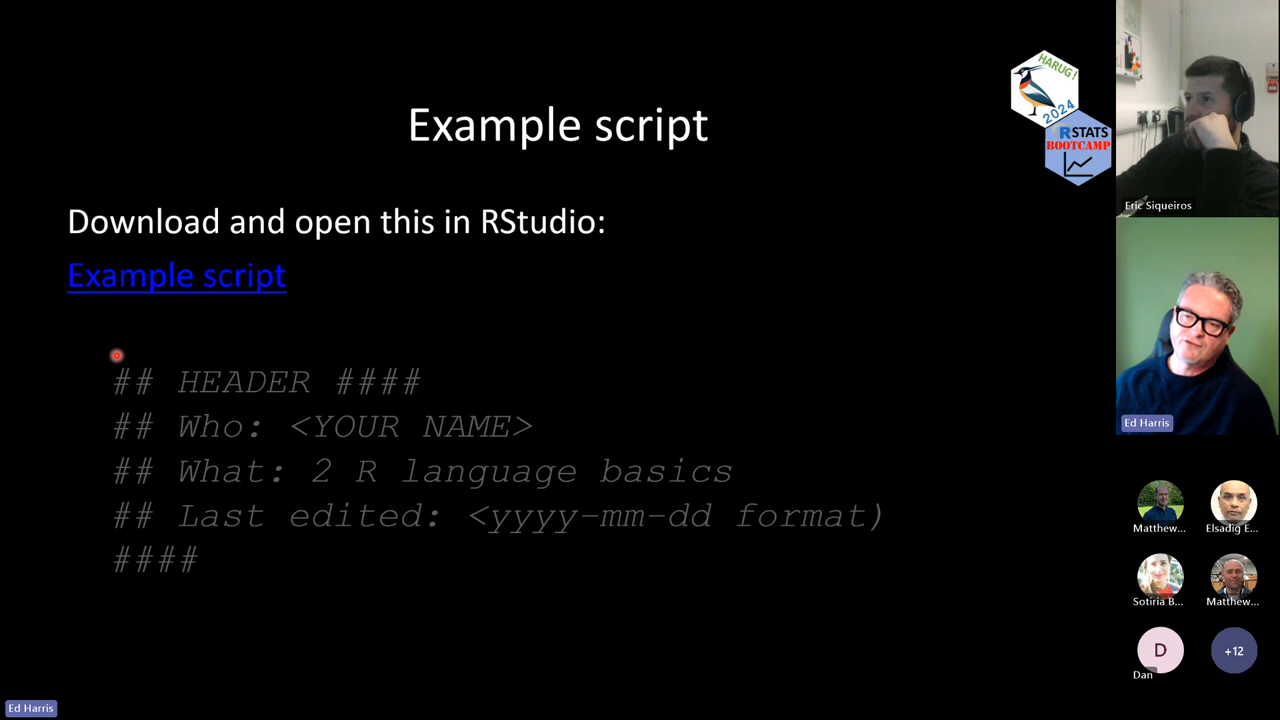 Example script
HARUG!
2024
RSTATS
BOOTCAMP
Download and open this in RStudio:
Example script
## HEADER ####
## Who: <YOUR NAME>
## What: 2 R language basics
## Last edited: <yyyy-mm-dd format)
####
Eric Siqueiros
Ed Harris
Matthew...
Elsadig E...
Sotiria B...
Matthew...
D
Dan
+12
Ed Harris